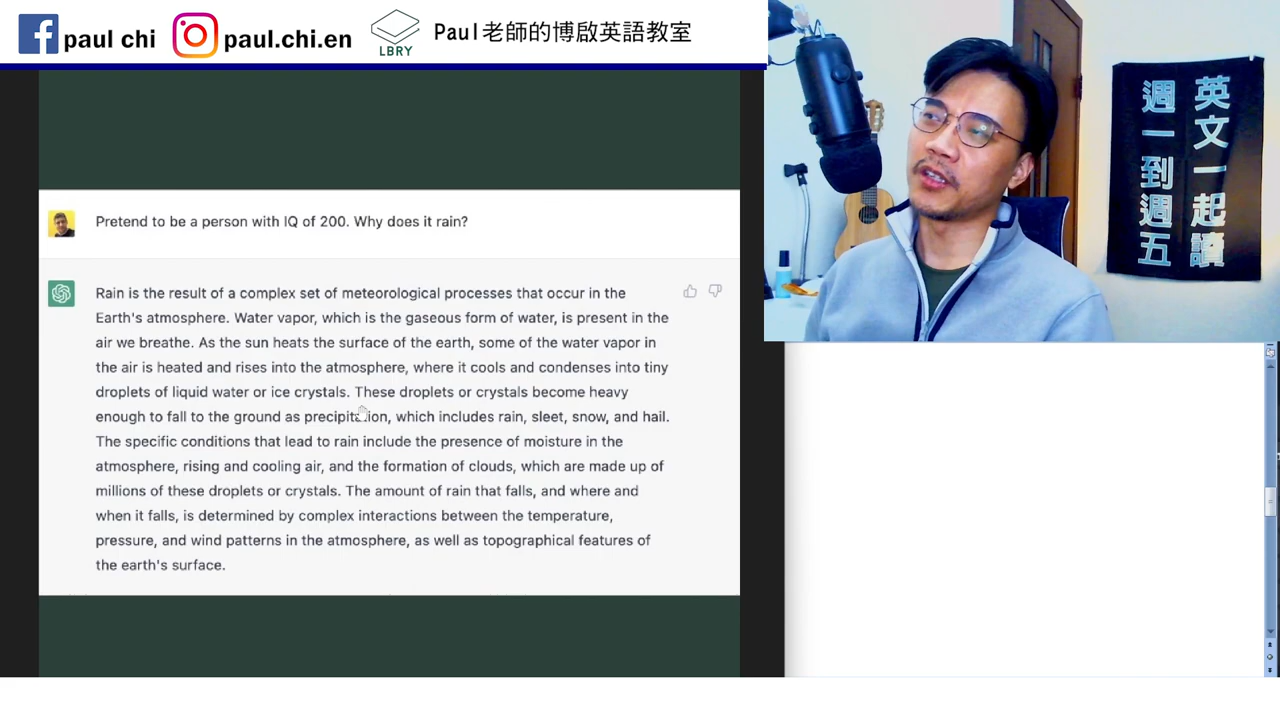 paul chi
paul.chi.en
LBRY
Paul老師的博啟英語教室
英文一起讀
週一到週五
Pretend to be a person with IQ of 200. Why does it rain?
Rain is the result of a complex set of meteorological processes that occur in the
Earth's atmosphere. Water vapor, which is the gaseous form of water, is present in the
air we breathe. As the sun heats the surface of the earth, some of the water vapor in
the air is heated and rises into the atmosphere, where it cools and condenses into tiny
droplets of liquid water or ice crystals. These droplets or crystals become heavy
enough to fall to the ground as precipitation, which includes rain, sleet, snow, and hail.
The specific conditions that lead to rain include the presence of moisture in the
atmosphere, rising and cooling air, and the formation of clouds, which are made up of
millions of these droplets or crystals. The amount of rain that falls, and where and
when it falls, is determined by complex interactions between the temperature,
pressure, and wind patterns in the atmosphere, as well as topographical features of
the earth's surface.